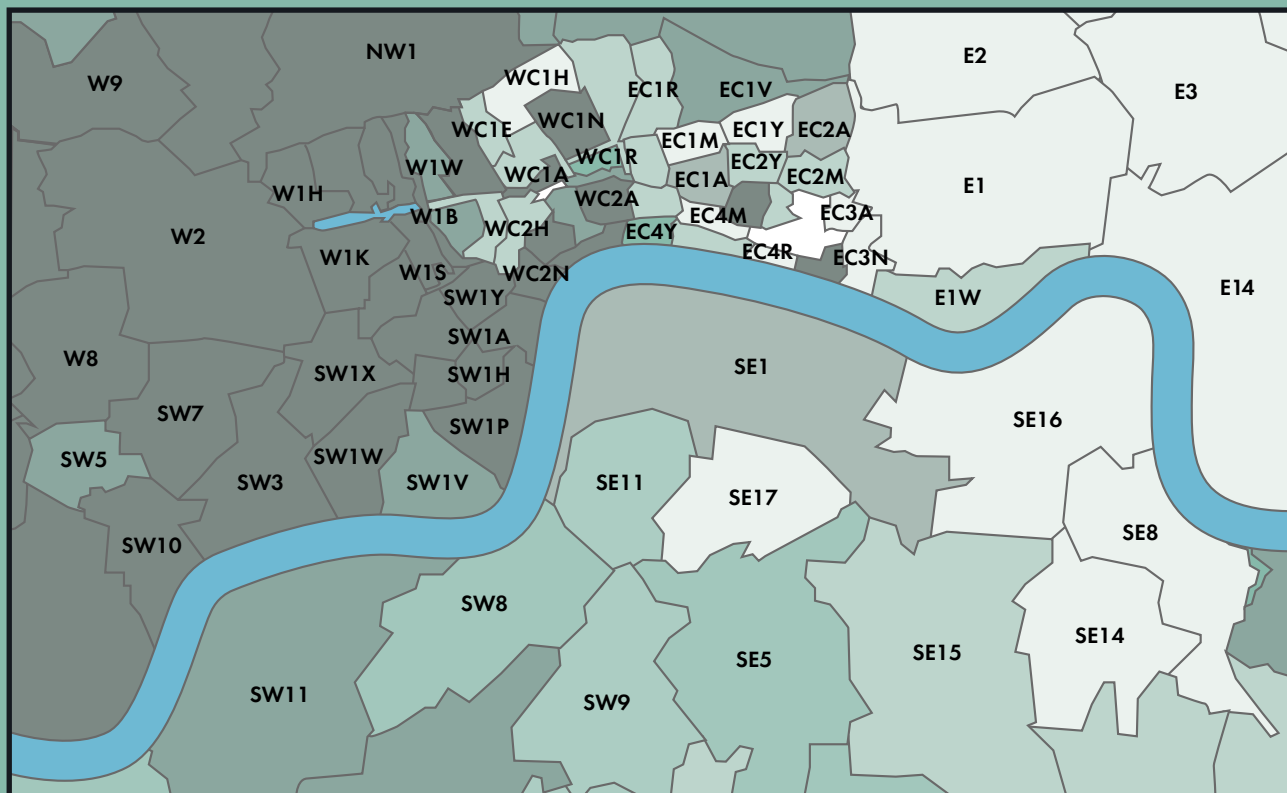 NW1
E2
W9
WC1H
EC1R
EC1V
E3
WC1N
WC1E
EC1Y
EC2A
EC1M
WC1R
EC2Y
W1W
WC1A
EC1A
EC2M
E1
W1H
WC2A
EC3A
W1B
EC4M
WC2H
EC4Y
W2
W1K
EC4R
EC3N
W1S
WC2N
E14
SW1Y
E1W
SW1A
W8
SE1
SW1X
SW1H
SW7
SE16
SW1P
SW1W
SW5
SW3
SW1V
SE11
SE17
SE8
SW10
SW8
SE14
SE15
SE5
SW11
SW9